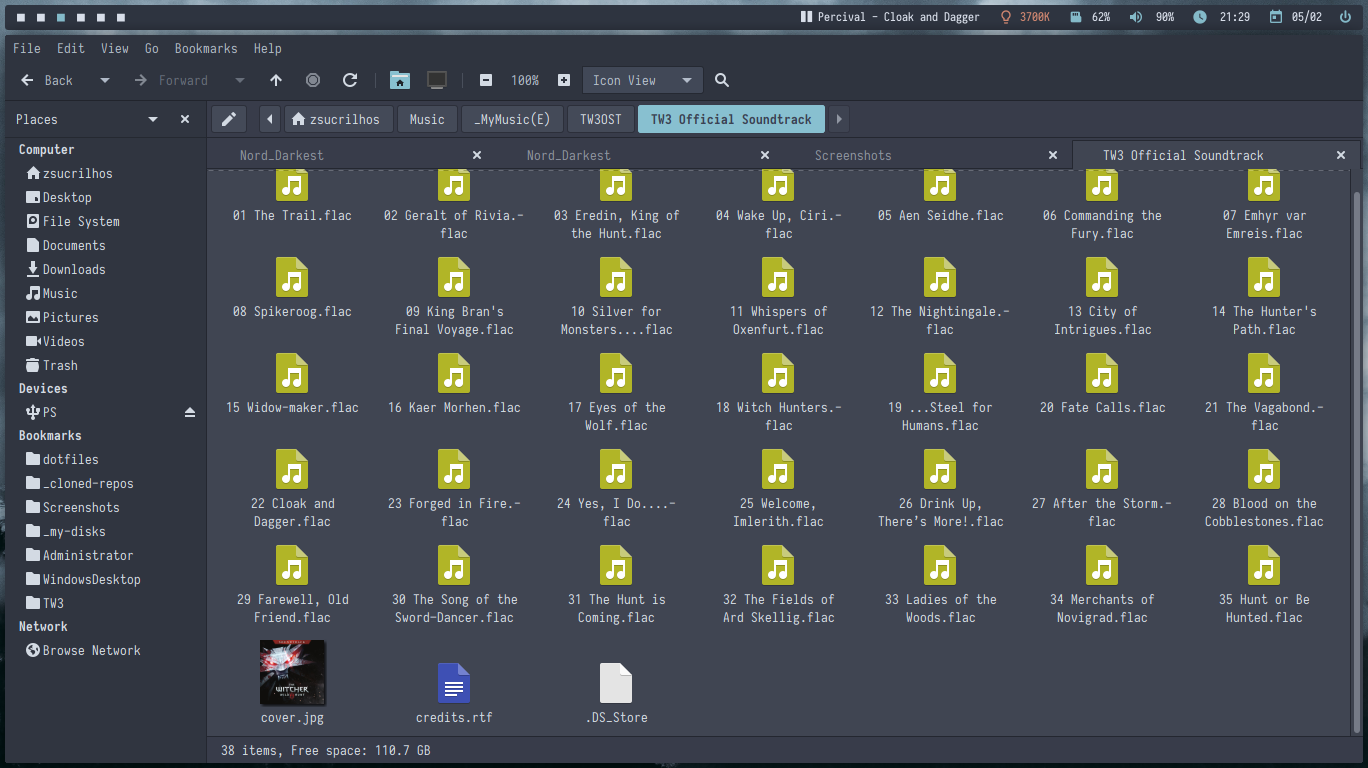 Percival – Cloak and Dagger 3700K 62% 90% 21:29 05/02
File Edit View Go Bookmarks Help
Back Forward 100% Icon View
Places
zsucrilhos Music _MyMusic(E) TW3OST TW3 Official Soundtrack
Nord_Darkest Nord_Darkest Screenshots TW3 Official Soundtrack
Computer
zsucrilhos
Desktop
File System
Documents
Downloads
Music
Pictures
Videos
Trash
Devices
PS
Bookmarks
dotfiles
_cloned-repos
Screenshots
_my-disks
Administrator
WindowsDesktop
TW3
Network
Browse Network
01 The Trail.flac
02 Geralt of Rivia.-
flac
03 Eredin, King of
the Hunt.flac
04 Wake Up, Ciri.-
flac
05 Aen Seidhe.flac
06 Commanding the
Fury.flac
07 Emhyr var
Emreis.flac
08 Spikeroog.flac
09 King Bran's
Final Voyage.flac
10 Silver for
Monsters....flac
11 Whispers of
Oxenfurt.flac
12 The Nightingale.-
flac
13 City of
Intrigues.flac
14 The Hunter's
Path.flac
15 Widow-maker.flac
16 Kaer Morhen.flac
17 Eyes of the
Wolf.flac
18 Witch Hunters.-
flac
19 ...Steel for
Humans.flac
20 Fate Calls.flac
21 The Vagabond.-
flac
22 Cloak and
Dagger.flac
23 Forged in Fire.-
flac
24 Yes, I Do....-
flac
25 Welcome,
Imlerith.flac
26 Drink Up,
There's More!.flac
27 After the Storm.-
flac
28 Blood on the
Cobblestones.flac
29 Farewell, Old
Friend.flac
30 The Song of the
Sword-Dancer.flac
31 The Hunt is
Coming.flac
32 The Fields of
Ard Skellig.flac
33 Ladies of the
Woods.flac
34 Merchants of
Novigrad.flac
35 Hunt or Be
Hunted.flac
WITCHER
cover.jpg
credits.rtf
.DS_Store
38 items, Free space: 110.7 GB